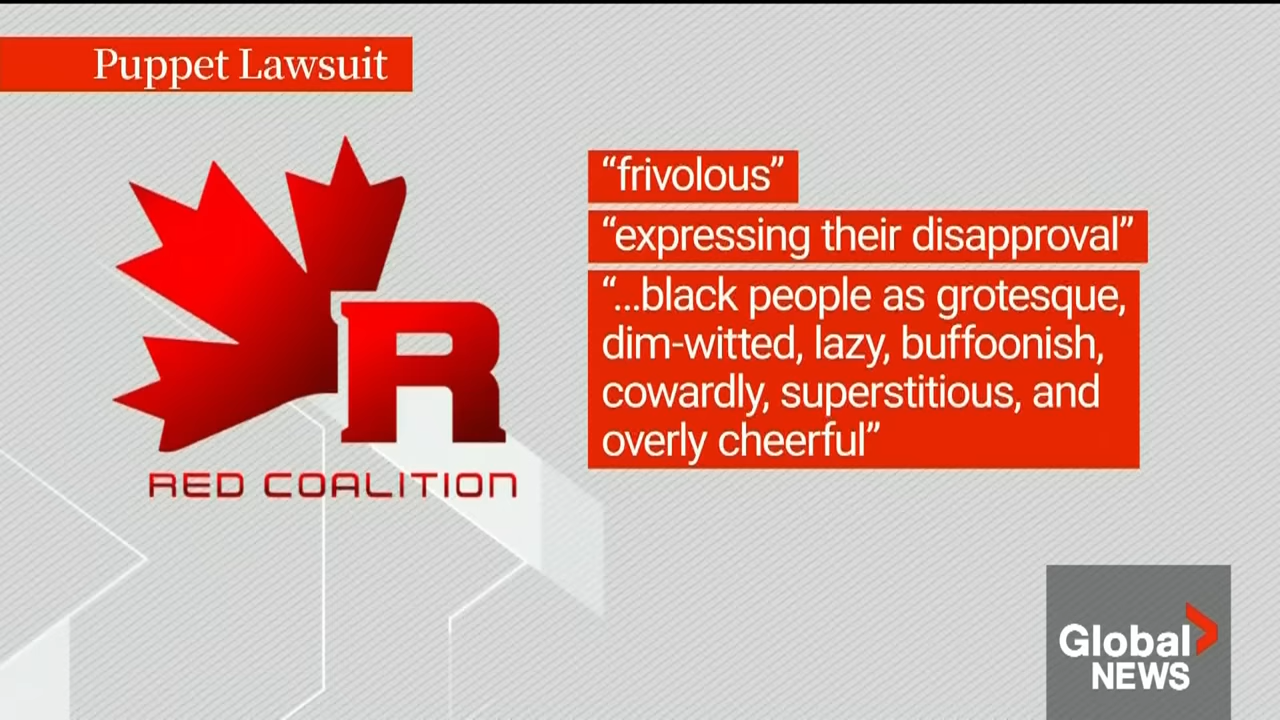 Puppet Lawsuit
“frivolous”
“expressing their disapproval”
“...black people as grotesque,
dim-witted, lazy, buffoonish,
cowardly, superstitious, and
overly cheerful”
R
RED COALITION
Global
NEWS